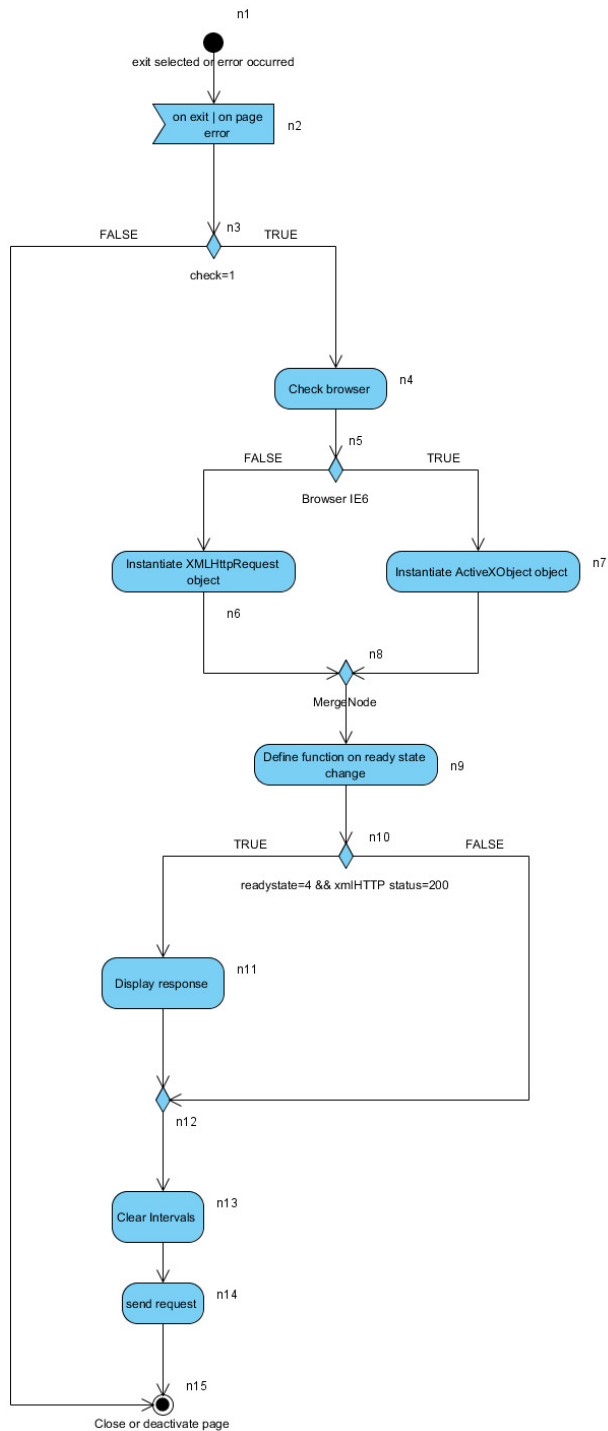 n1
exit selected or error occurred
on exit | on page
error
n2
n3
FALSE
TRUE
check=1
Check browser
n4
n5
FALSE
TRUE
Browser IE6
Instantiate XMLHttpRequest
object
Instantiate ActiveXObject object
n7
n6
n8
MergeNode
Define function on ready state
change
n9
n10
TRUE
FALSE
readystate=4 && xmlHTTP status=200
Display response
n11
n12
Clear Intervals
n13
send request
n14
n15
Close or deactivate page